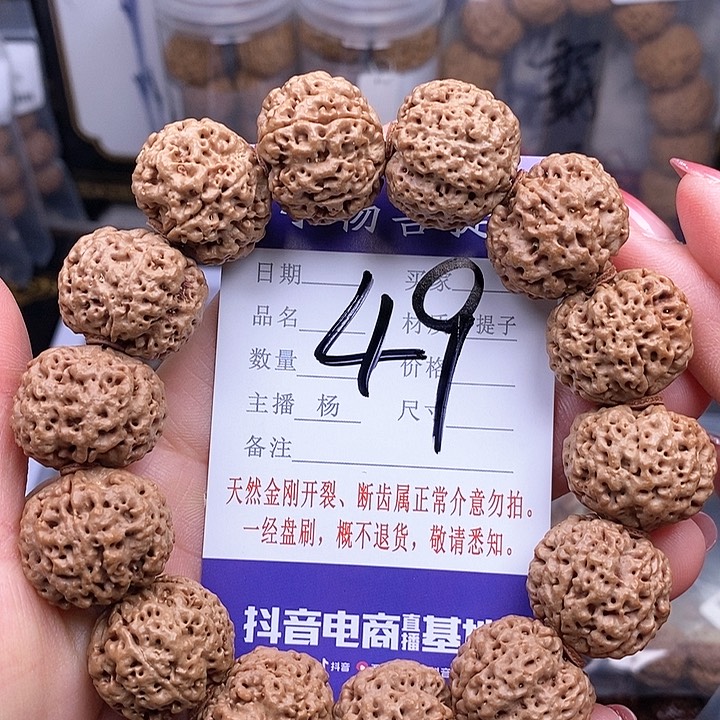 日期 买家
品名 材质 提子
数量 价格
主播 杨 尺寸
备注
49
天然金刚开裂、断齿属正常介意勿拍。
一经盘刷，概不退货，敬请悉知。
抖音电商直播基地
抖音